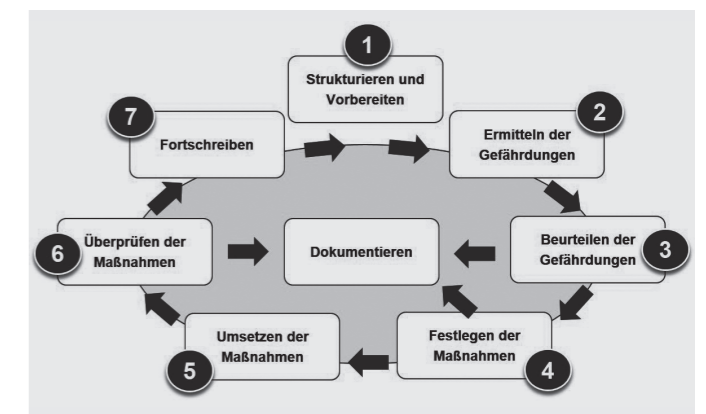 1
Strukturieren und
Vorbereiten
2
Ermitteln der
Gefährdungen
3
Beurteilen der
Gefährdungen
4
Festlegen der
Maßnahmen
5
Umsetzen der
Maßnahmen
6
Überprüfen der
Maßnahmen
7
Fortschreiben
Dokumentieren